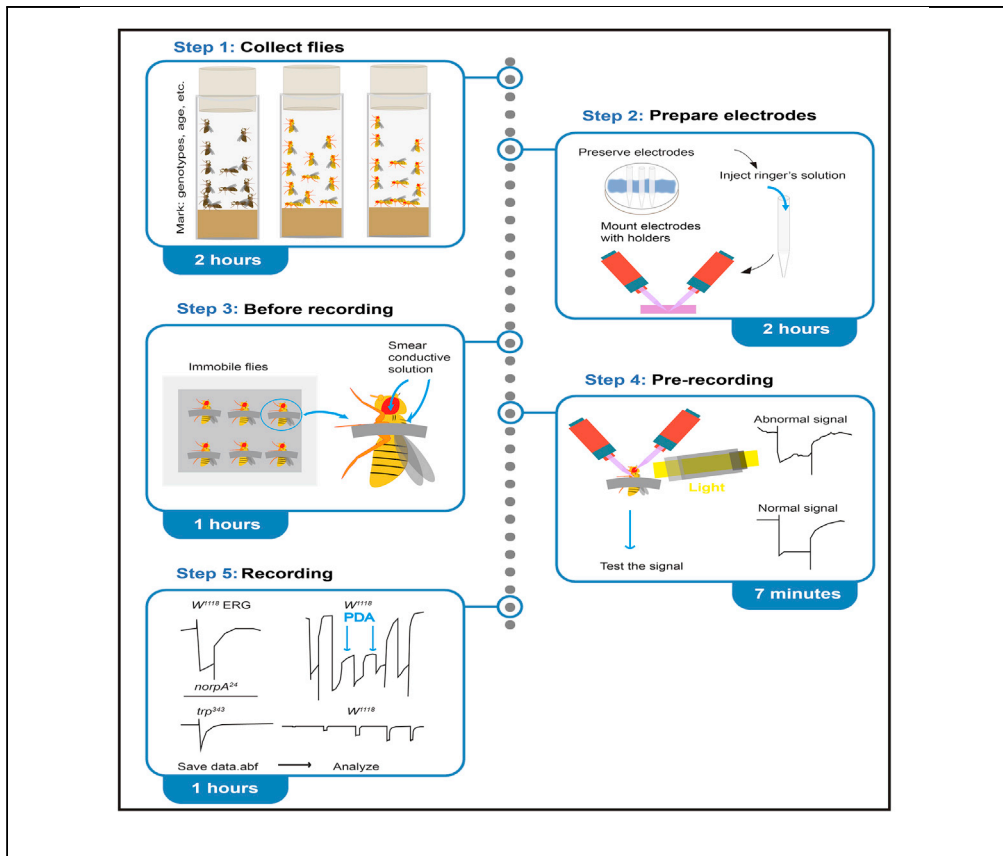 Step 1: Collect flies
Mark: genotypes, age, etc.
2 hours
Step 2: Prepare electrodes
Preserve electrodes
Inject ringer's solution
Mount electrodes
with holders
2 hours
Step 3: Before recording
Immobile flies
Smear
conductive
solution
1 hours
Step 4: Pre-recording
Abnormal signal
Light
Normal signal
Test the signal
7 minutes
Step 5: Recording
W¹¹¹⁸ ERG
W¹¹¹⁸
PDA
norpA²⁴
trp³⁴³
W¹¹¹⁸
Save data.abf
Analyze
1 hours